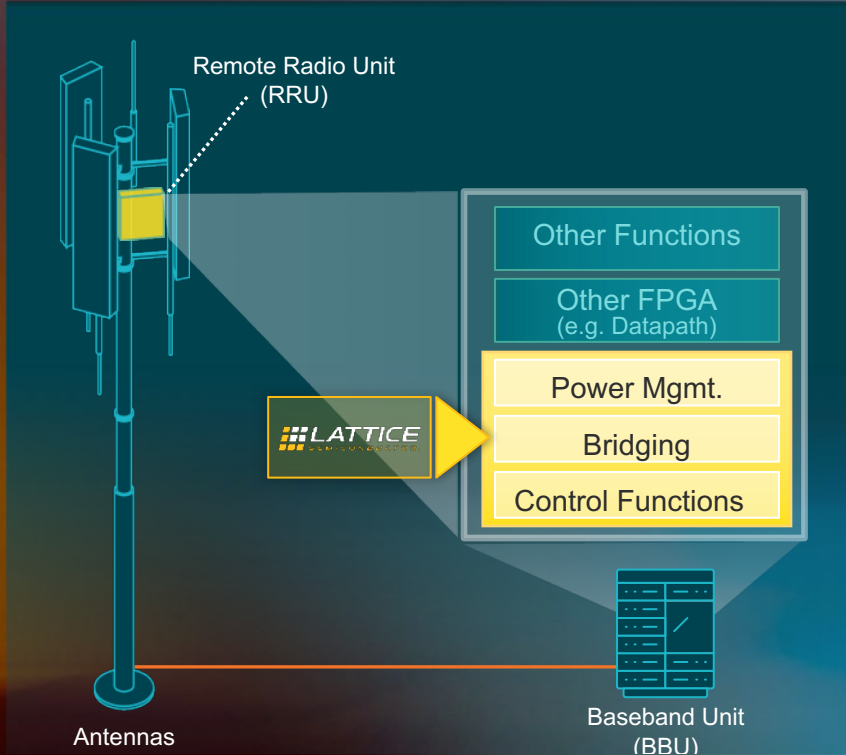 Remote Radio Unit
(RRU)
Other Functions
Other FPGA
(e.g. Datapath)
Power Mgmt.
LATTICE
SEMICONDUCTOR
Bridging
Control Functions
Baseband Unit
(BBU)
Antennas